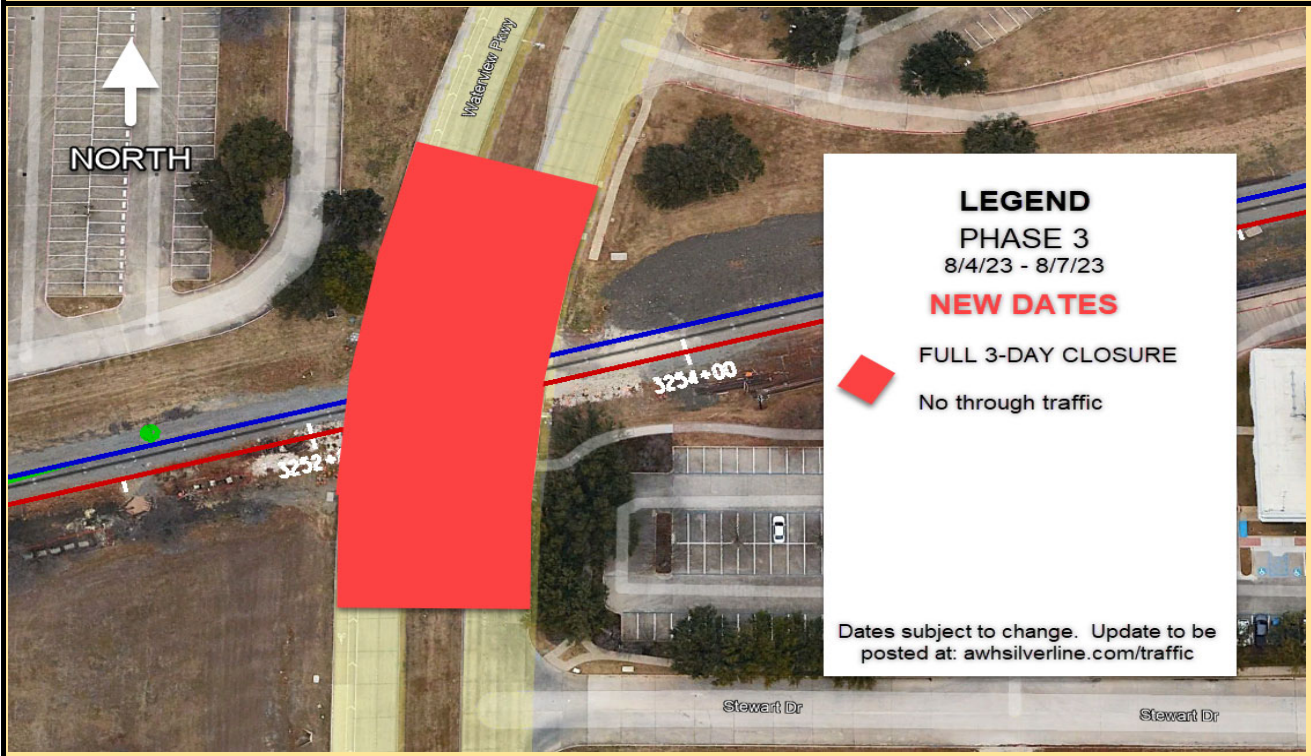 NORTH
Waterview Pkwy
LEGEND
PHASE 3
8/4/23 - 8/7/23
NEW DATES
FULL 3-DAY CLOSURE
No through traffic
3254+00
3252+
Dates subject to change. Update to be
posted at: awhsilverline.com/traffic
Stewart Dr
Stewart Dr